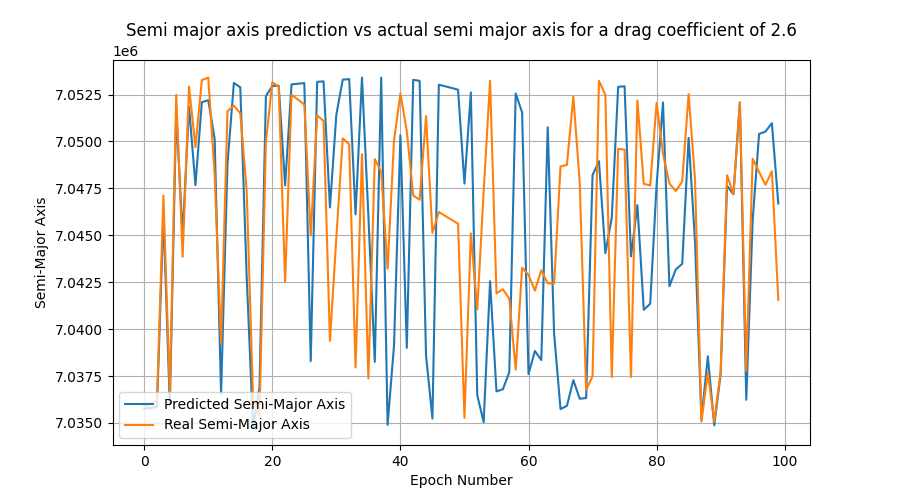 Semi major axis prediction vs actual semi major axis for a drag coefficient of 2.6
1e6
7.0525
7.0500
7.0475
7.0450
7.0425
7.0400
7.0375
7.0350
Semi-Major Axis
Predicted Semi-Major Axis
Real Semi-Major Axis
0 20 40 60 80 100
Epoch Number